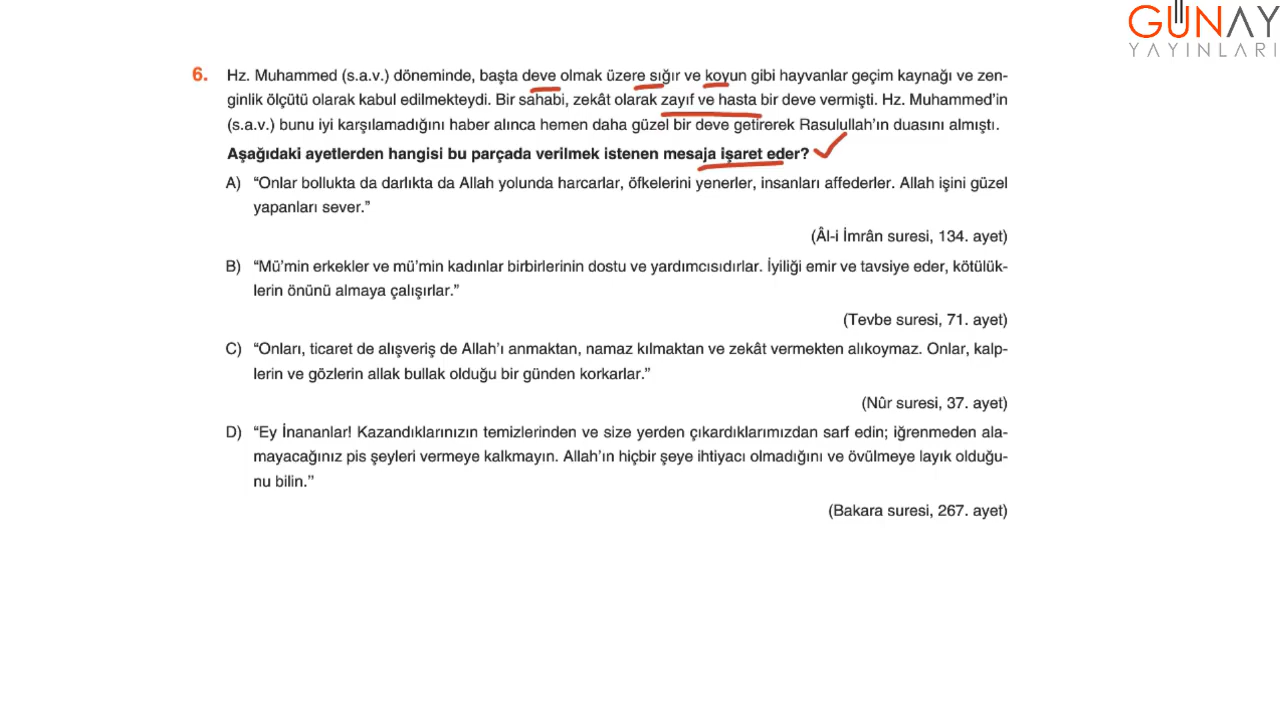 GÜNAY
YAYINLARI
6. Hz. Muhammed (s.a.v.) döneminde, başta deve olmak üzere sığır ve koyun gibi hayvanlar geçim kaynağı ve zen-
ginlik ölçütü olarak kabul edilmekteydi. Bir sahabi, zekât olarak zayıf ve hasta bir deve vermişti. Hz. Muhammed’in
(s.a.v.) bunu iyi karşılamadığını haber alınca hemen daha güzel bir deve getirerek Rasulullah’ın duasını almıştı.
Aşağıdaki ayetlerden hangisi bu parçada verilmek istenen mesaja işaret eder?
A) “Onlar bollukta da darlıkta da Allah yolunda harcarlar, öfkelerini yenerler, insanları affederler. Allah işini güzel
yapanları sever.”
(Âl-i İmrân suresi, 134. ayet)
B) “Mü’min erkekler ve mü’min kadınlar birbirlerinin dostu ve yardımcısıdırlar. İyiliği emir ve tavsiye eder, kötülük-
lerin önünü almaya çalışırlar.”
(Tevbe suresi, 71. ayet)
C) “Onları, ticaret de alışveriş de Allah’ı anmaktan, namaz kılmaktan ve zekât vermekten alıkoymaz. Onlar, kalp-
lerin ve gözlerin allak bullak olduğu bir günden korkarlar.”
(Nûr suresi, 37. ayet)
D) “Ey İnananlar! Kazandıklarınızın temizlerinden ve size yerden çıkardıklarımızdan sarf edin; iğrenmeden ala-
mayacağınız pis şeyleri vermeye kalkmayın. Allah’ın hiçbir şeye ihtiyacı olmadığını ve övülmeye layık olduğu-
nu bilin.”
(Bakara suresi, 267. ayet)